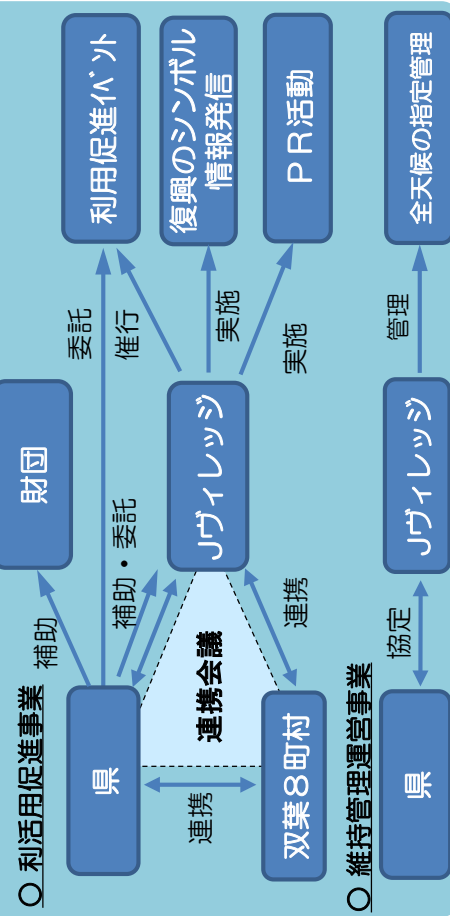 ○ 利活用促進事業
県
補助
財団
委託
利用促進イベント
補助・委託
Jヴィレッジ
催行
復興のシンボル
情報発信
実施
PR活動
実施
連携会議
連携
双葉8町村
連携
○ 維持管理運営事業
県
協定
Jヴィレッジ
管理
全天候の指定管理